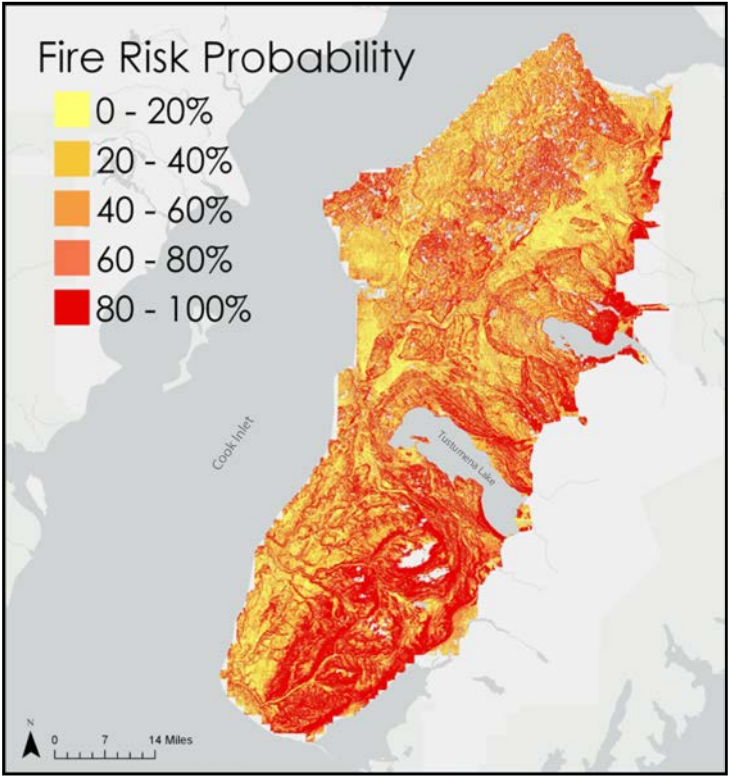 Fire Risk Probability
0 - 20%
20 - 40%
40 - 60%
60 - 80%
80 - 100%
Cook Inlet
Tustumena Lake
N
0 7 14 Miles